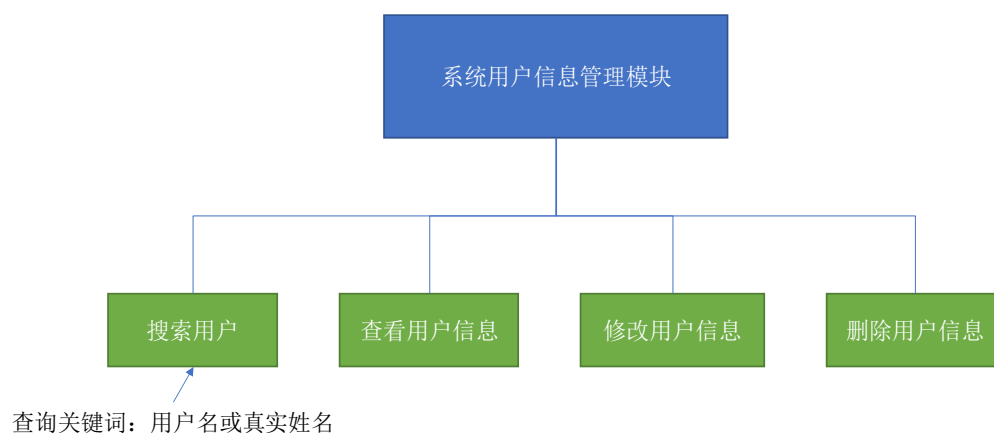 系统用户信息管理模块
搜索用户
查看用户信息
修改用户信息
删除用户信息
查询关键词：用户名或真实姓名